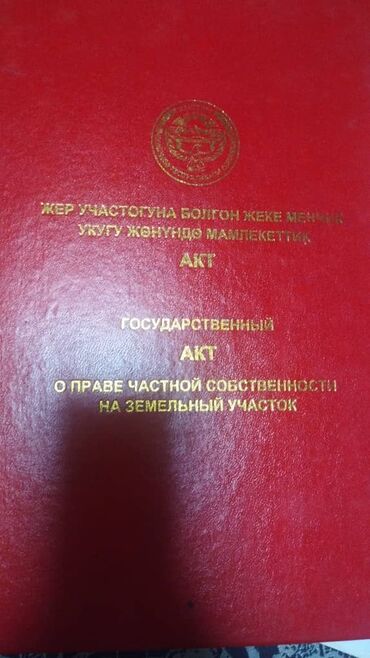 ЖЕР УЧАСТОГУНА БОЛГОН ЖЕКЕ МЕНЧИК
УКУГУ ЖӨНҮНДӨ МАМЛЕКЕТТИК
АКТ
ГОСУДАРСТВЕННЫЙ
АКТ
О ПРАВЕ ЧАСТНОЙ СОБСТВЕННОСТИ
НА ЗЕМЕЛЬНЫЙ УЧАСТОК